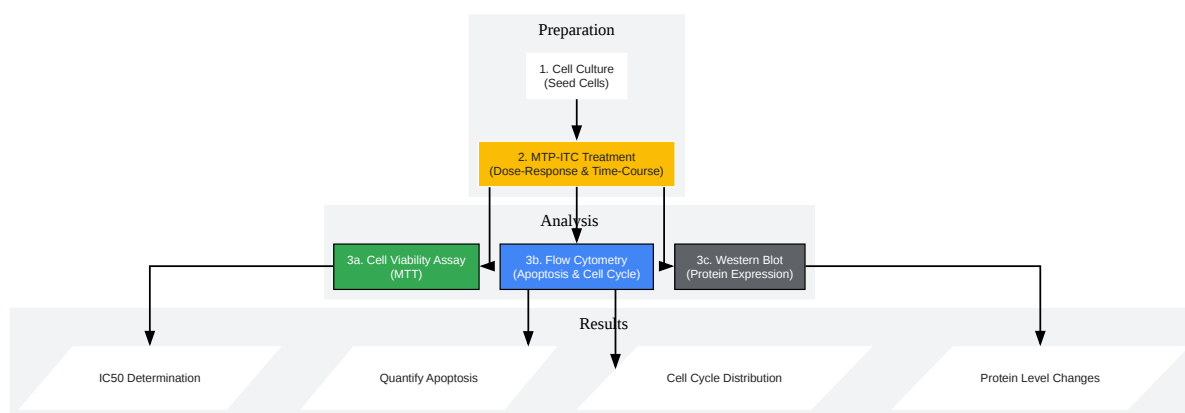 Preparation
1. Cell Culture
(Seed Cells)
2. MTP-ITC Treatment
(Dose-Response & Time-Course)
Analysis
3a. Cell Viability Assay
(MTT)
3b. Flow Cytometry
(Apoptosis & Cell Cycle)
3c. Western Blot
(Protein Expression)
Results
IC50 Determination
Quantify Apoptosis
Cell Cycle Distribution
Protein Level Changes